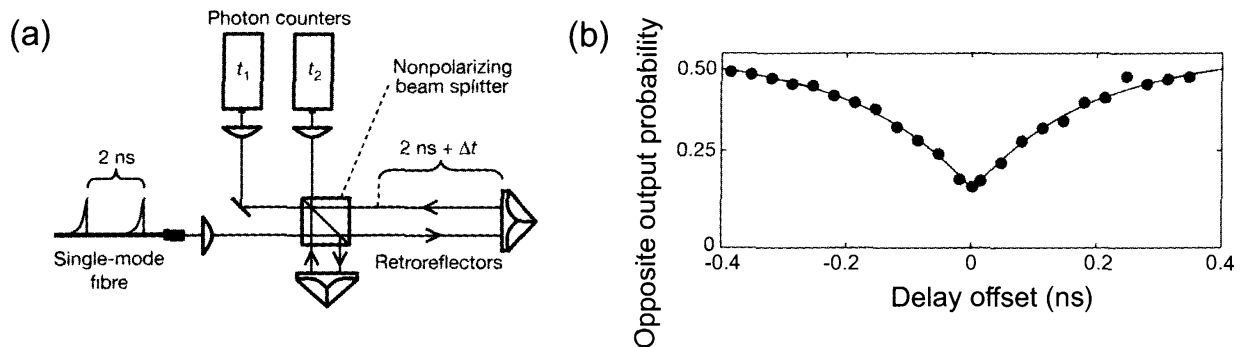 (a)
Photon counters
t1
t2
Nonpolarizing
beam splitter
2 ns
2 ns + Δt
Single-mode
fibre
Retroreflectors
(b)
Opposite output probability
0.50
0.25
0
-0.4
-0.2
0
0.2
0.4
Delay offset (ns)